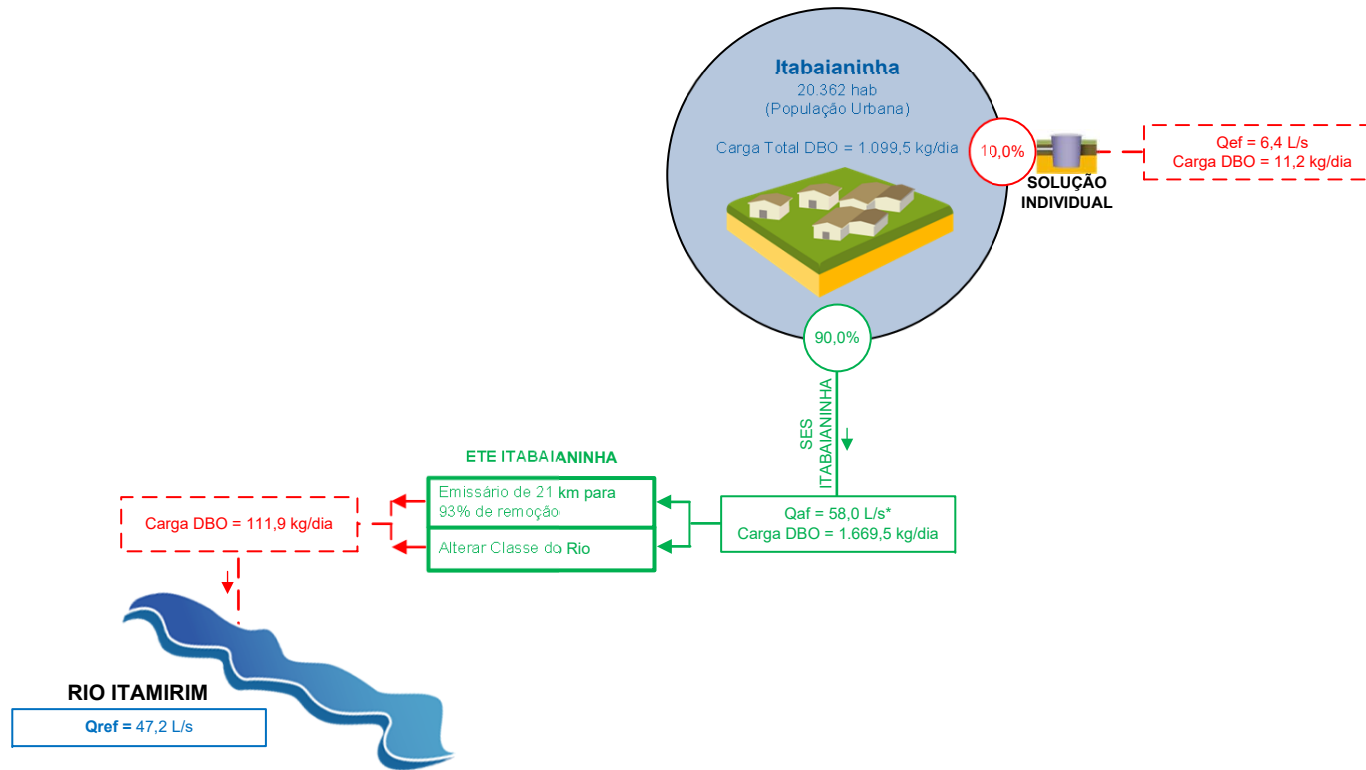 Itabaianinha
20.362 hab
(População Urbana)
Carga Total DBO = 1.099,5 kg/dia
10,0%
SOLUÇÃO
INDIVIDUAL
Qef = 6,4 L/s
Carga DBO = 11,2 kg/dia
90,0%
SES
ITABAIANINHA
ETE ITABAIANINHA
Emissário de 21 km para
93% de remoção
Alterar Classe do Rio
Qaf = 58,0 L/s*
Carga DBO = 1.669,5 kg/dia
Carga DBO = 111,9 kg/dia
RIO ITAMIRIM
Qref = 47,2 L/s